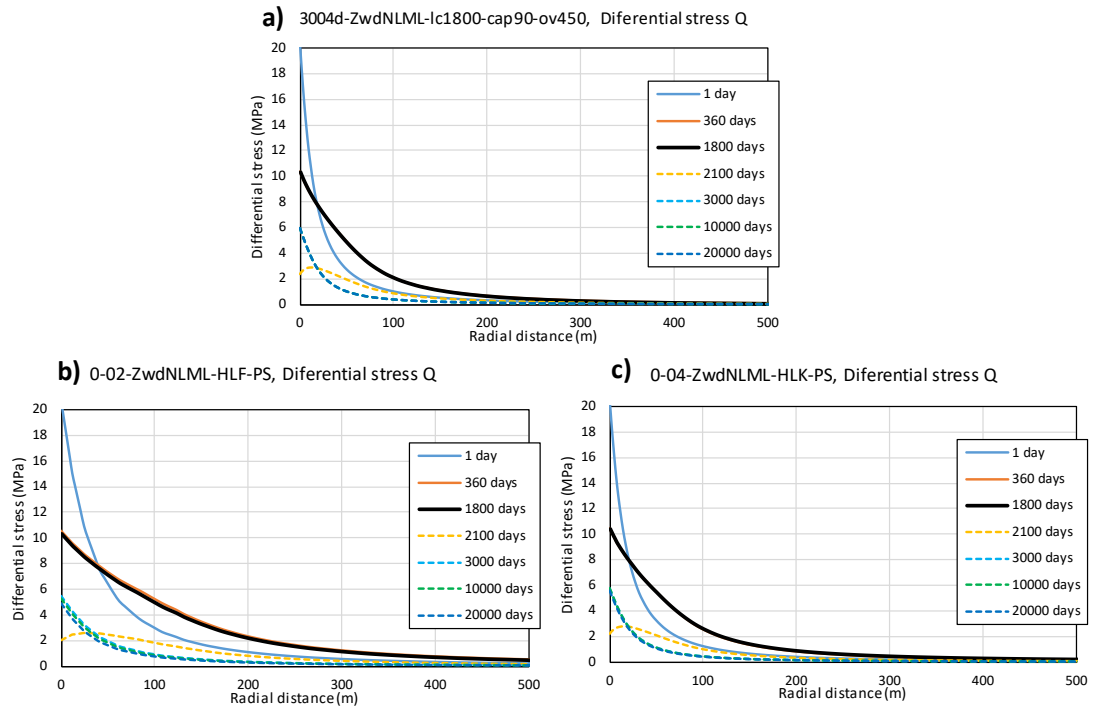 a) 3004d-ZwdNLML-lc1800-cap90-ov450, Diferential stress Q
20
18
16
14
12
10
8
6
4
2
0
Differential stress (MPa)
0 100 200 300 400 500
Radial distance (m)
1 day
360 days
1800 days
2100 days
3000 days
10000 days
20000 days
b) 0-02-ZwdNLML-HLF-PS, Diferential stress Q
20
18
16
14
12
10
8
6
4
2
0
Differential stress (MPa)
0 100 200 300 400 500
Radial distance (m)
1 day
360 days
1800 days
2100 days
3000 days
10000 days
20000 days
c) 0-04-ZwdNLML-HLK-PS, Diferential stress Q
20
18
16
14
12
10
8
6
4
2
0
Differential stress (MPa)
0 100 200 300 400 500
Radial distance (m)
1 day
360 days
1800 days
2100 days
3000 days
10000 days
20000 days